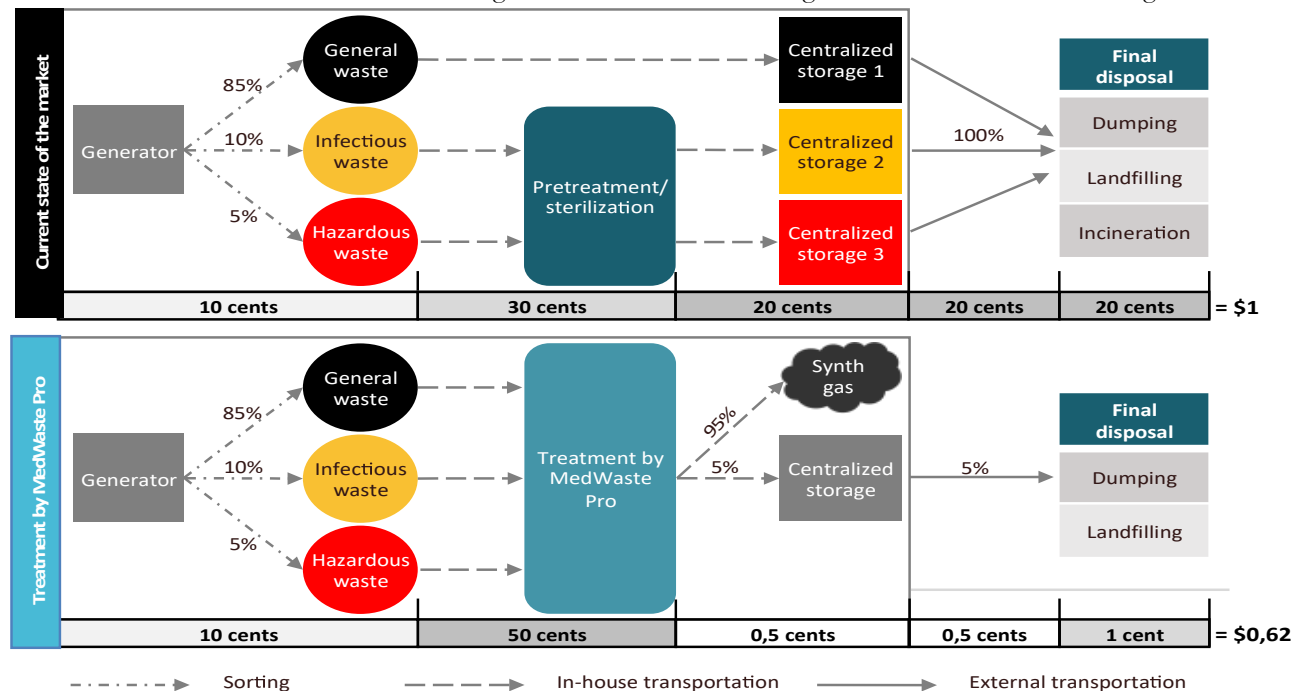 Current state of the market
General
waste
Centralized
storage 1
Final
disposal
85%
Generator
10%
Infectious
waste
Pretreatment/
sterilization
Centralized
storage 2
100%
Dumping
Landfilling
5%
Hazardous
waste
Centralized
storage 3
Incineration
10 cents
30 cents
20 cents
20 cents
20 cents
= $1
Treatment by MedWaste Pro
General
waste
Synth
gas
85%
95%
Final
disposal
Generator
10%
Infectious
waste
Treatment by
MedWaste
Pro
5%
Centralized
storage
5%
Dumping
Landfilling
5%
Hazardous
waste
10 cents
50 cents
0,5 cents
0,5 cents
1 cent
= $0,62
Sorting
In-house transportation
External transportation